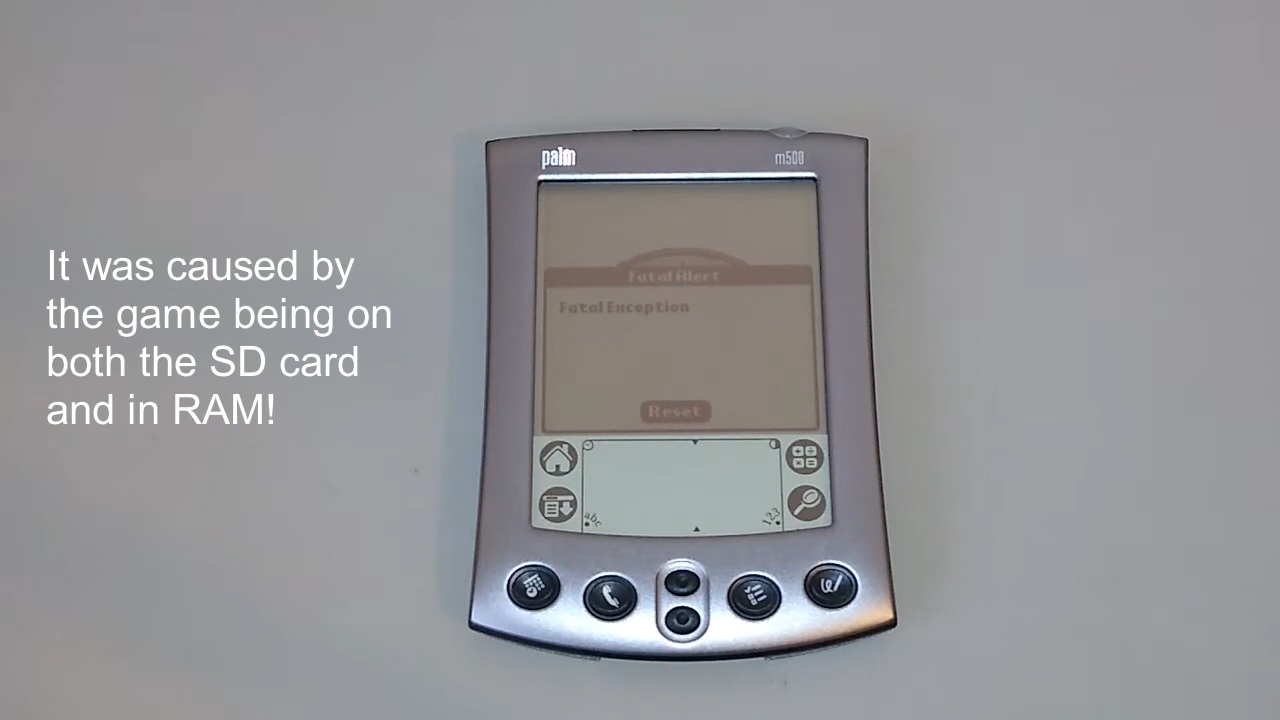 It was caused by
the game being on
both the SD card
and in RAM!
palm
m500
Fatal Alert
Fatal Exception
Reset
abc
123